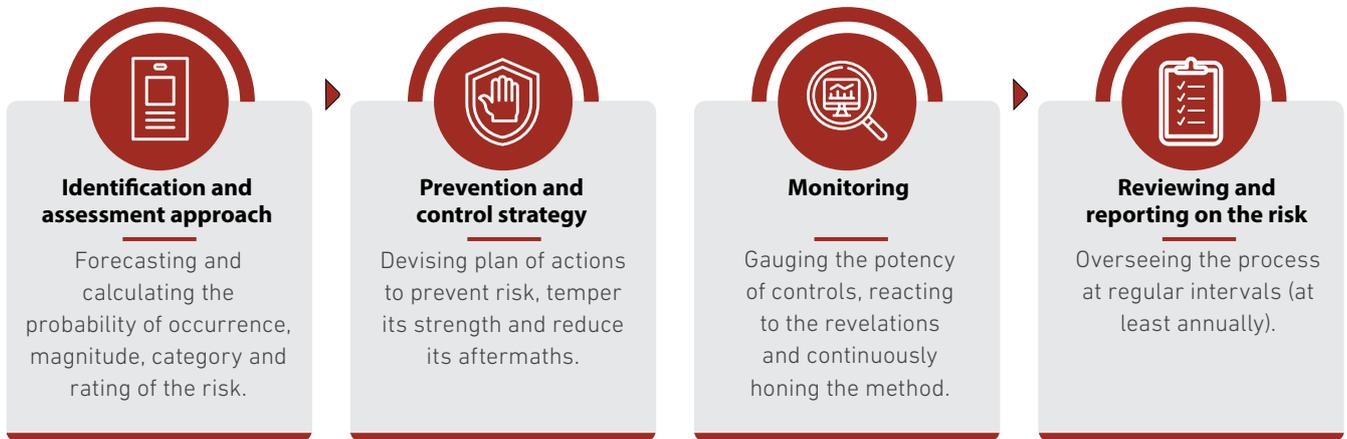 Identification and
assessment approach
Forecasting and
calculating the
probability of occurrence,
magnitude, category and
rating of the risk.
Prevention and
control strategy
Devising plan of actions
to prevent risk, temper
its strength and reduce
its aftermaths.
Monitoring
Gauging the potency
of controls, reacting
to the revelations
and continuously
honing the method.
Reviewing and
reporting on the risk
Overseeing the process
at regular intervals (at
least annually).